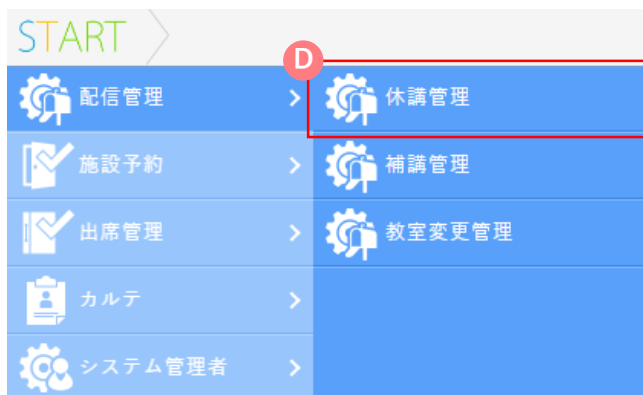 START
D
配信管理
休講管理
施設予約
補講管理
出席管理
教室変更管理
カルテ
システム管理者